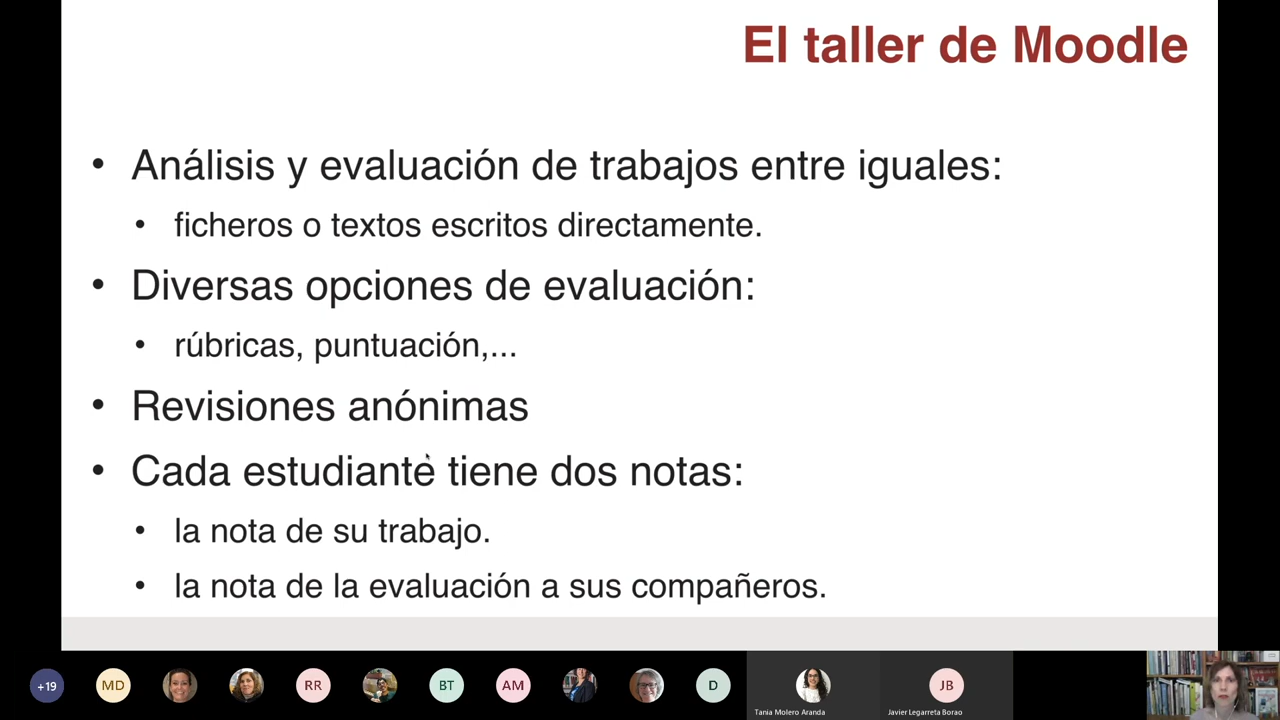 El taller de Moodle
• Análisis y evaluación de trabajos entre iguales:
• ficheros o textos escritos directamente.
• Diversas opciones de evaluación:
• rúbricas, puntuación,...
• Revisiones anónimas
• Cada estudiante tiene dos notas:
• la nota de su trabajo.
• la nota de la evaluación a sus compañeros.
+19 MD RR BT AM D JB
Tania Molero Aranda Javier Legarreta Borao